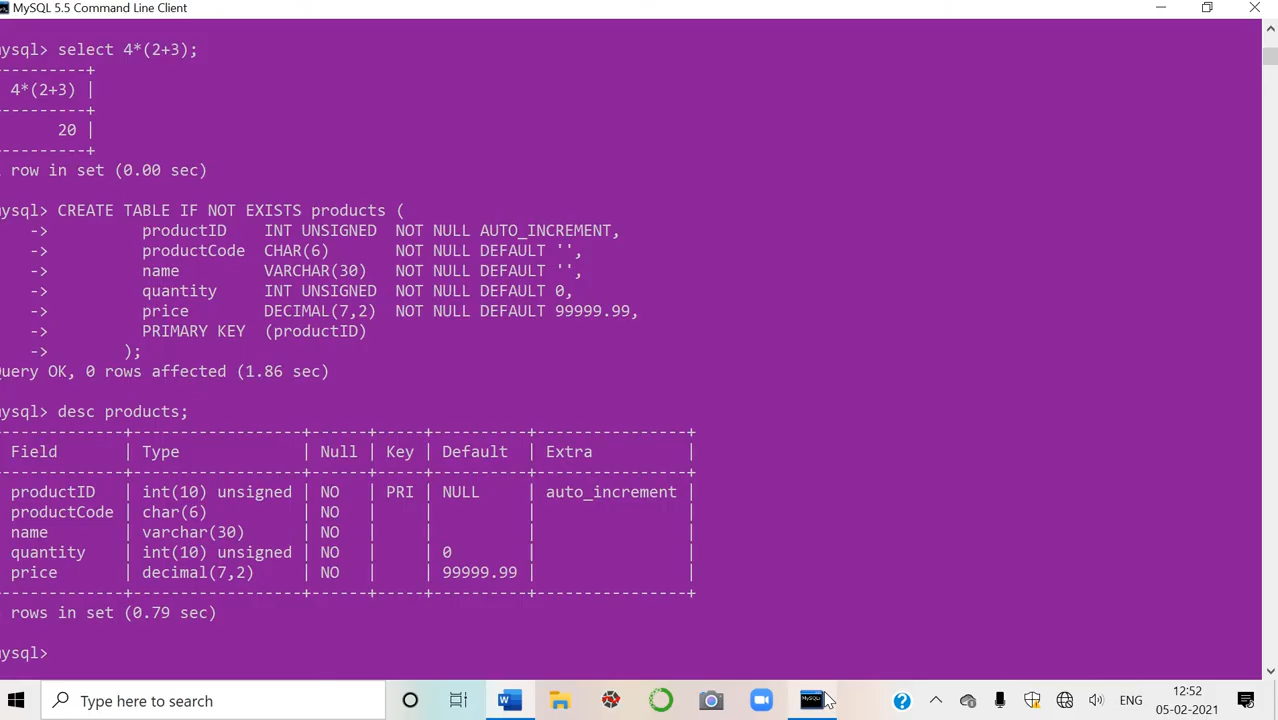 MySQL 5.5 Command Line Client
mysql> select 4*(2+3);
----------+
4*(2+3) |
----------+
20 |
----------+
row in set (0.00 sec)
mysql> CREATE TABLE IF NOT EXISTS products (
-> productID INT UNSIGNED NOT NULL AUTO_INCREMENT,
-> productCode CHAR(6) NOT NULL DEFAULT '',
-> name VARCHAR(30) NOT NULL DEFAULT '',
-> quantity INT UNSIGNED NOT NULL DEFAULT 0,
-> price DECIMAL(7,2) NOT NULL DEFAULT 99999.99,
-> PRIMARY KEY (productID)
-> );
Query OK, 0 rows affected (1.86 sec)
mysql> desc products;
-------------+------------------+------+-----+----------+----------------+
Field | Type | Null | Key | Default | Extra |
-------------+------------------+------+-----+----------+----------------+
productID | int(10) unsigned | NO | PRI | NULL | auto_increment |
productCode | char(6) | NO | | | |
name | varchar(30) | NO | | | |
quantity | int(10) unsigned | NO | | 0 | |
price | decimal(7,2) | NO | | 99999.99 | |
-------------+------------------+------+-----+----------+----------------+
rows in set (0.79 sec)
mysql>
Type here to search
ENG
12:52
05-02-2021